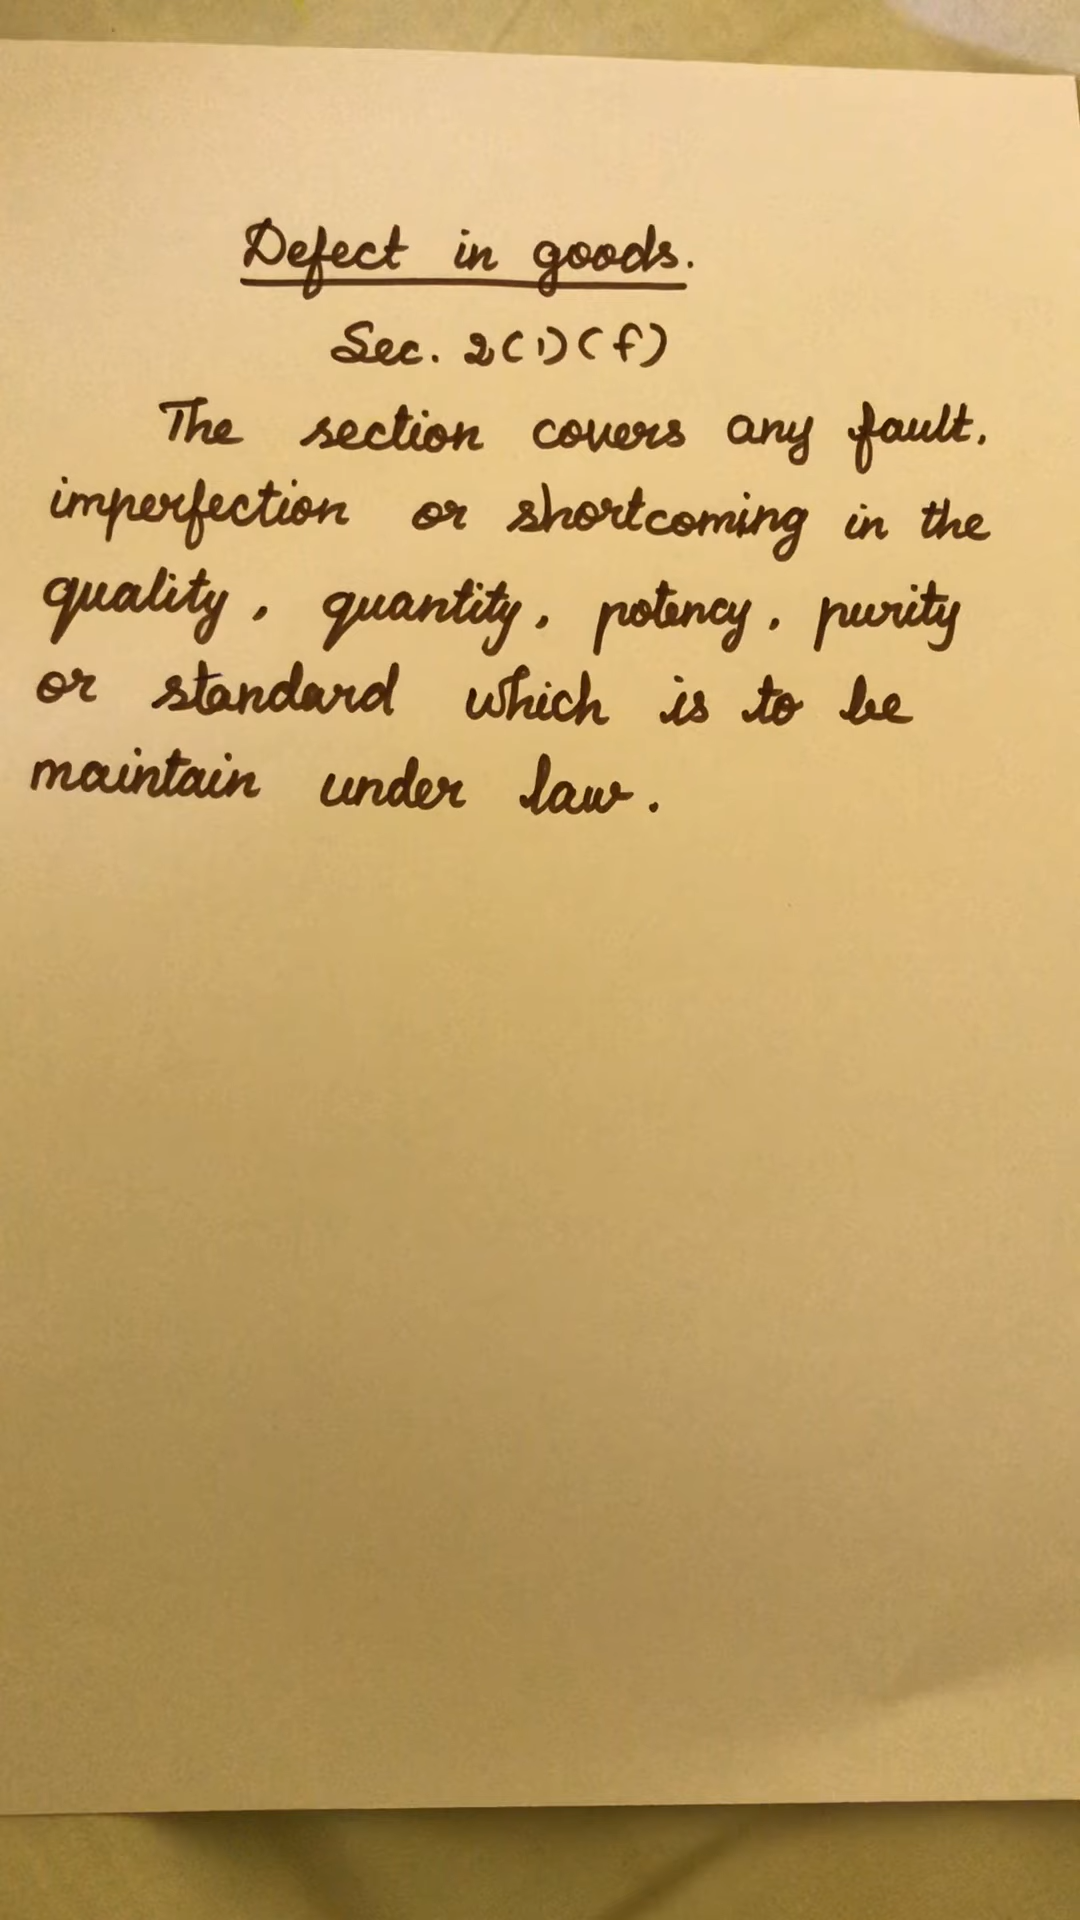 Defect in goods.
Sec. 2(1)(f)
The section covers any fault,
imperfection or shortcoming in the
quality, quantity, potency, purity
or standard which is to be
maintain under law.